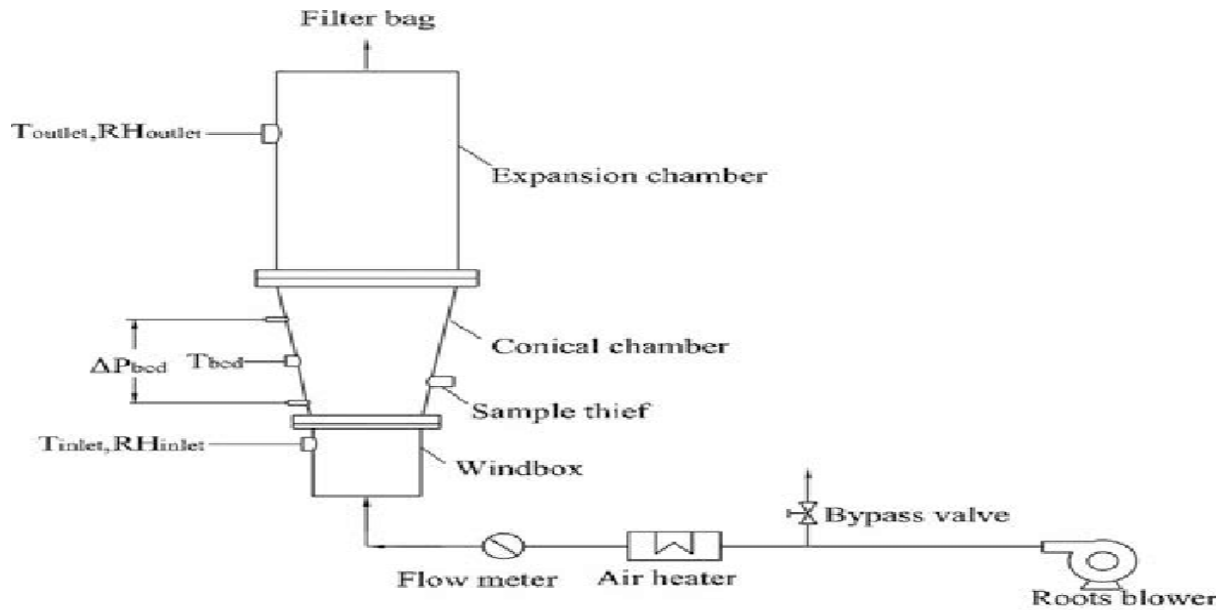 Filter bag
Toutlet,RHoutlet
Expansion chamber
Conical chamber
ΔPbed
Tbed
Sample thief
Tinlet,RHinlet
Windbox
Bypass valve
Flow meter
Air heater
Roots blower